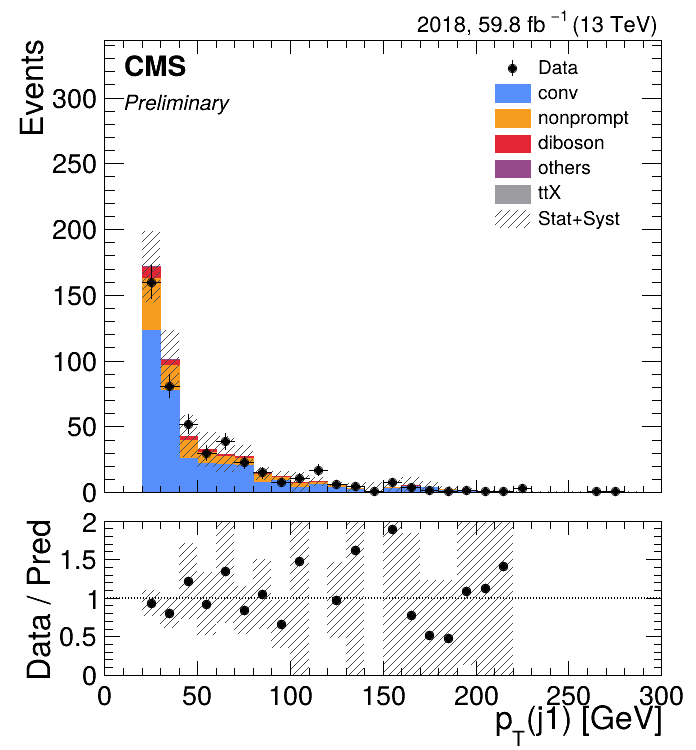 2018, 59.8 fb⁻¹ (13 TeV)
CMS
Preliminary
Events
300
250
200
150
100
50
0
Data
conv
nonprompt
diboson
others
ttX
Stat+Syst
Data / Pred
2
1.5
1
0.5
0
0 50 100 150 200 250 300
p_T(j1) [GeV]